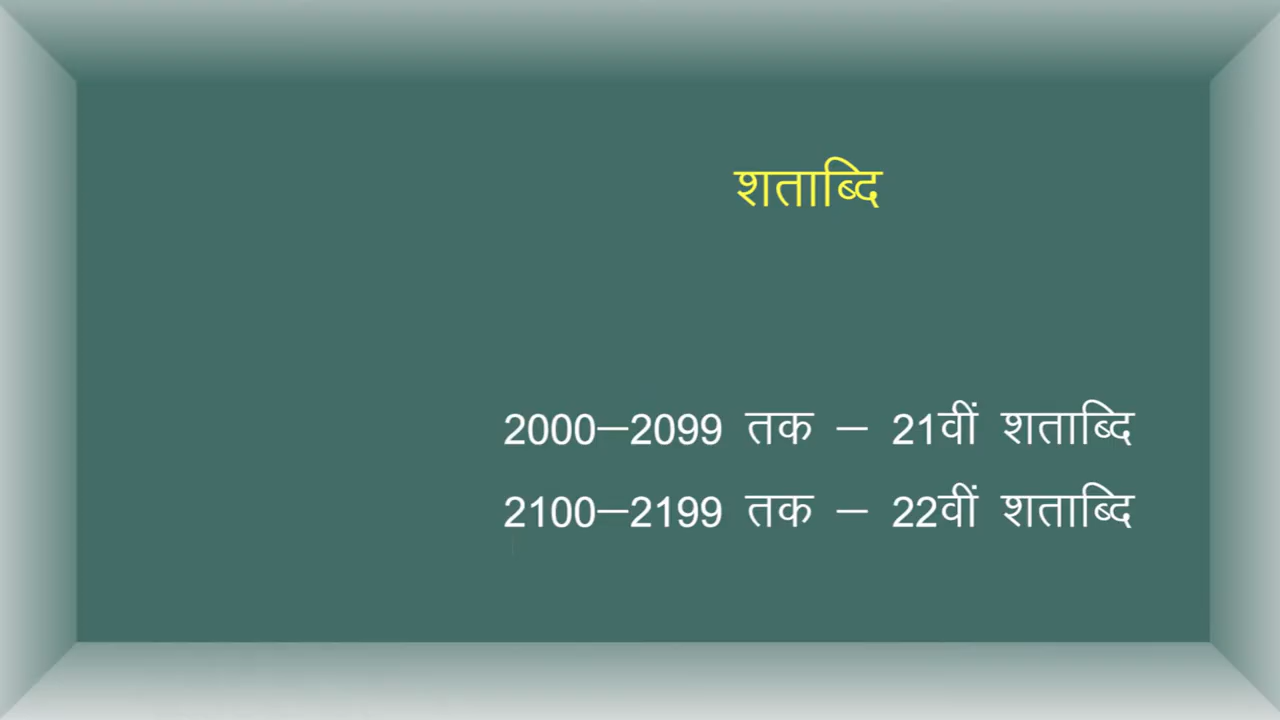 शताब्दि
2000–2099 तक – 21वीं शताब्दि
2100–2199 तक – 22वीं शताब्दि